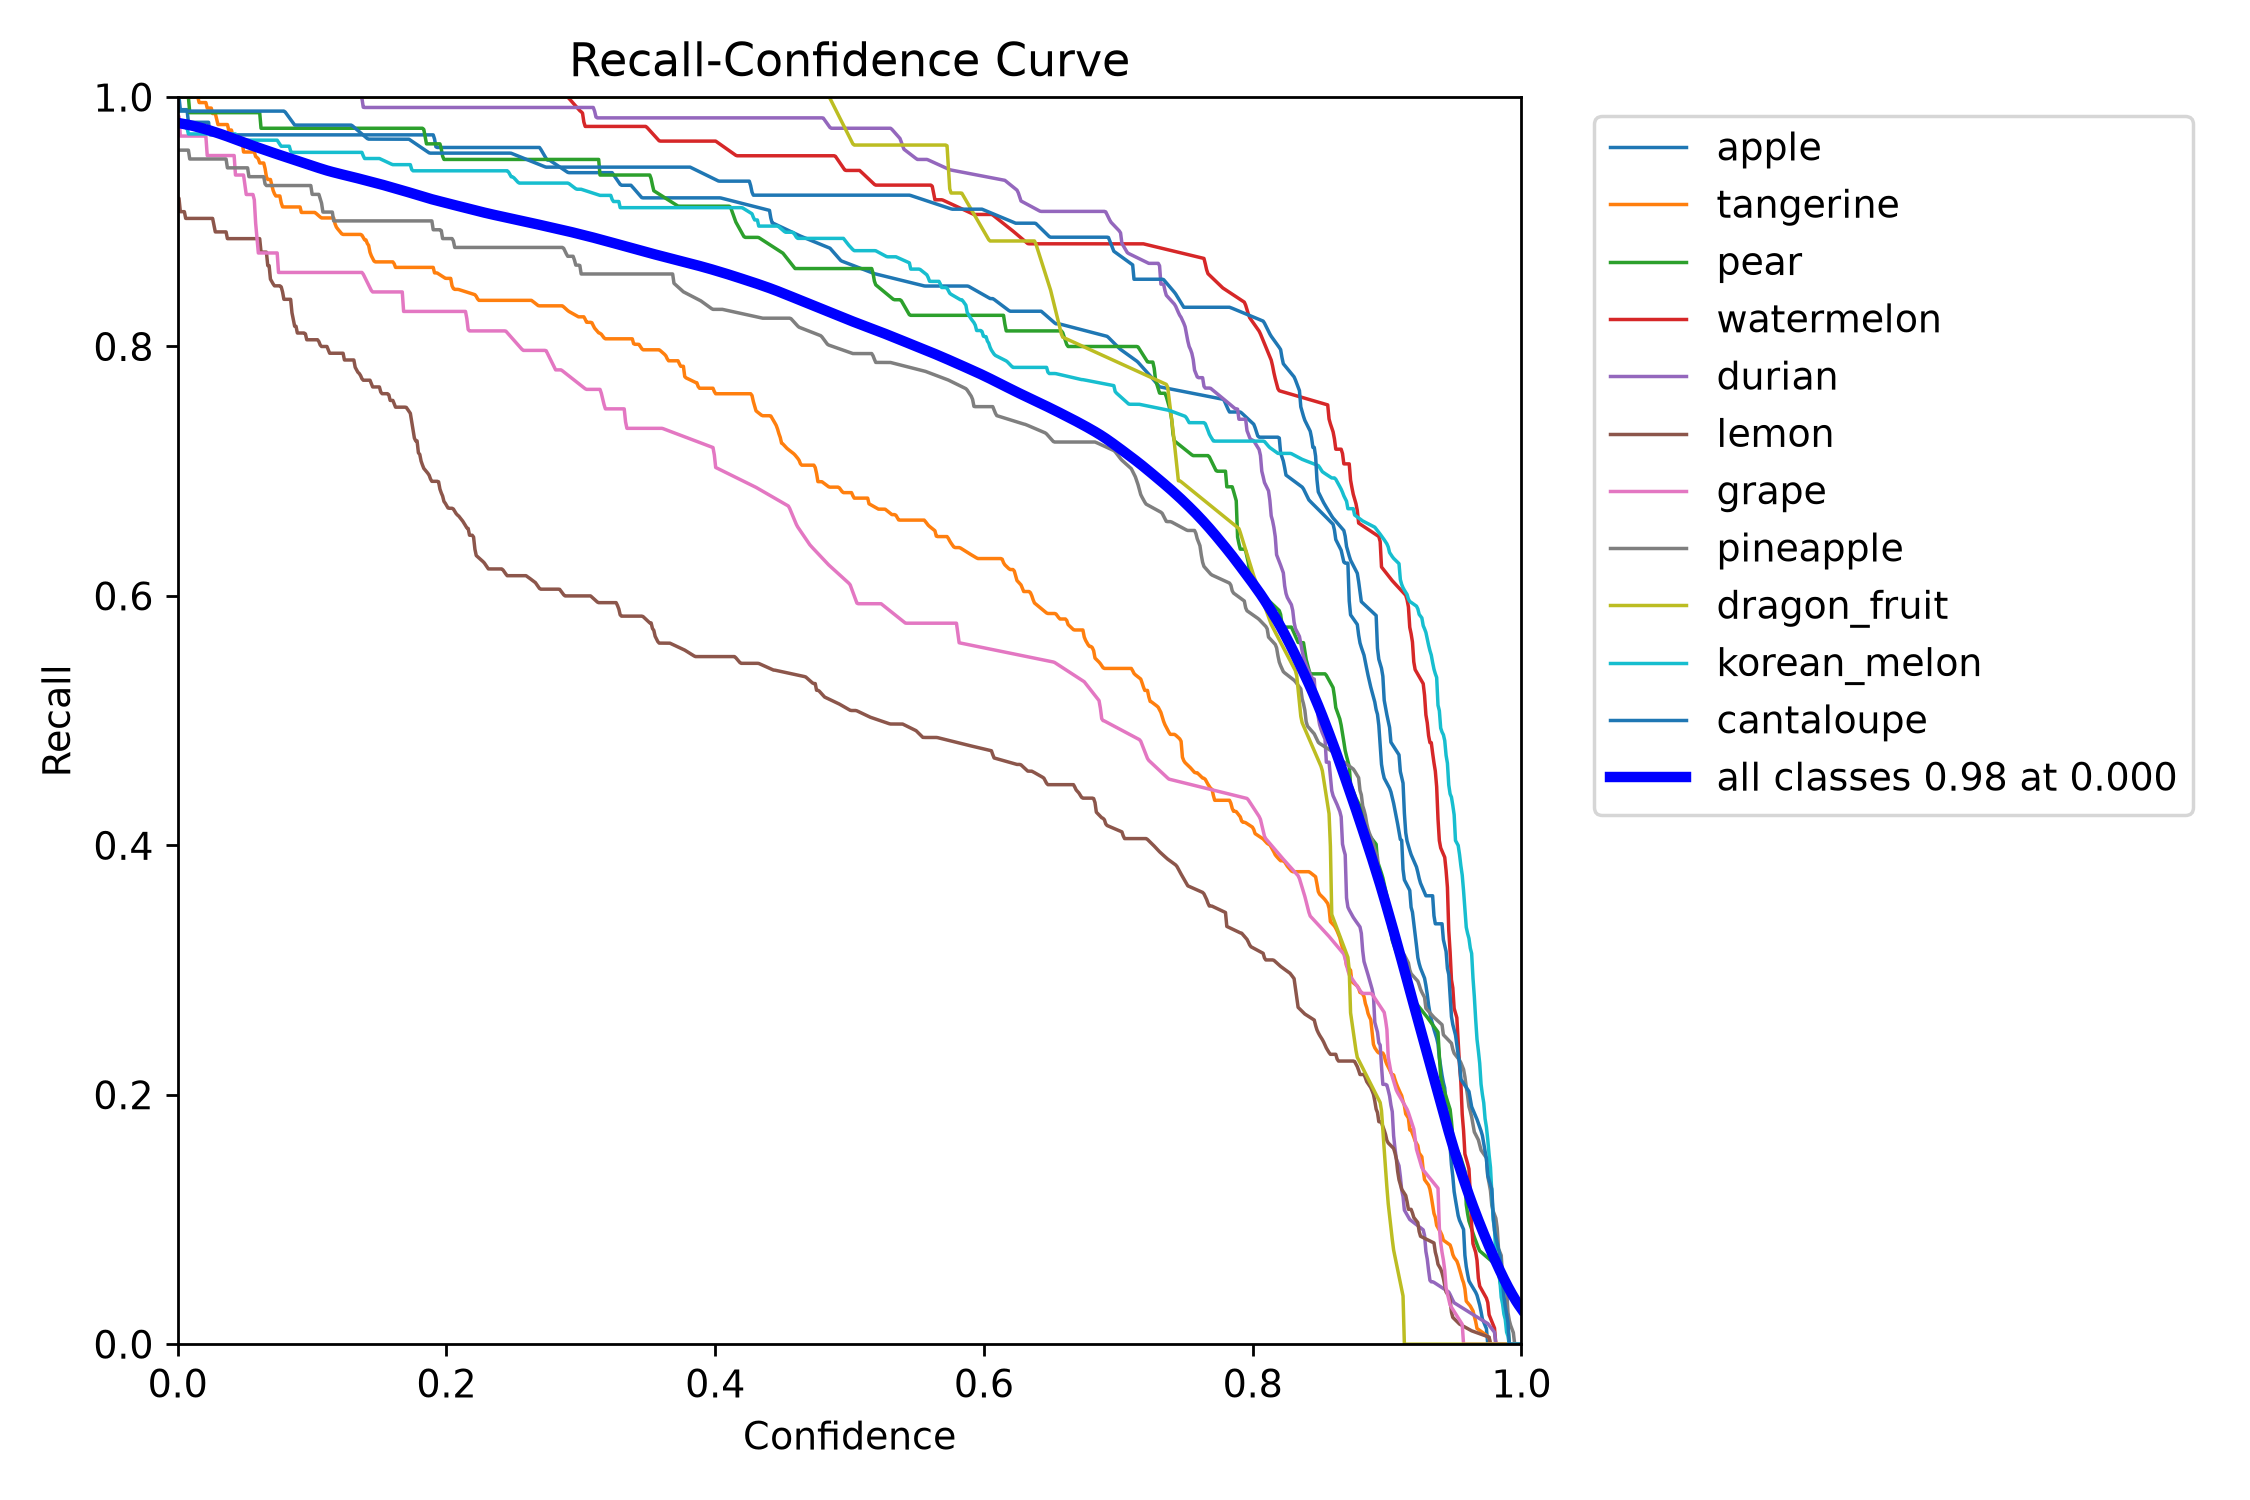 Recall-Confidence Curve
1.0
0.8
0.6
0.4
0.2
0.0
Recall
0.0 0.2 0.4 0.6 0.8 1.0
Confidence
apple
tangerine
pear
watermelon
durian
lemon
grape
pineapple
dragon_fruit
korean_melon
cantaloupe
all classes 0.98 at 0.000